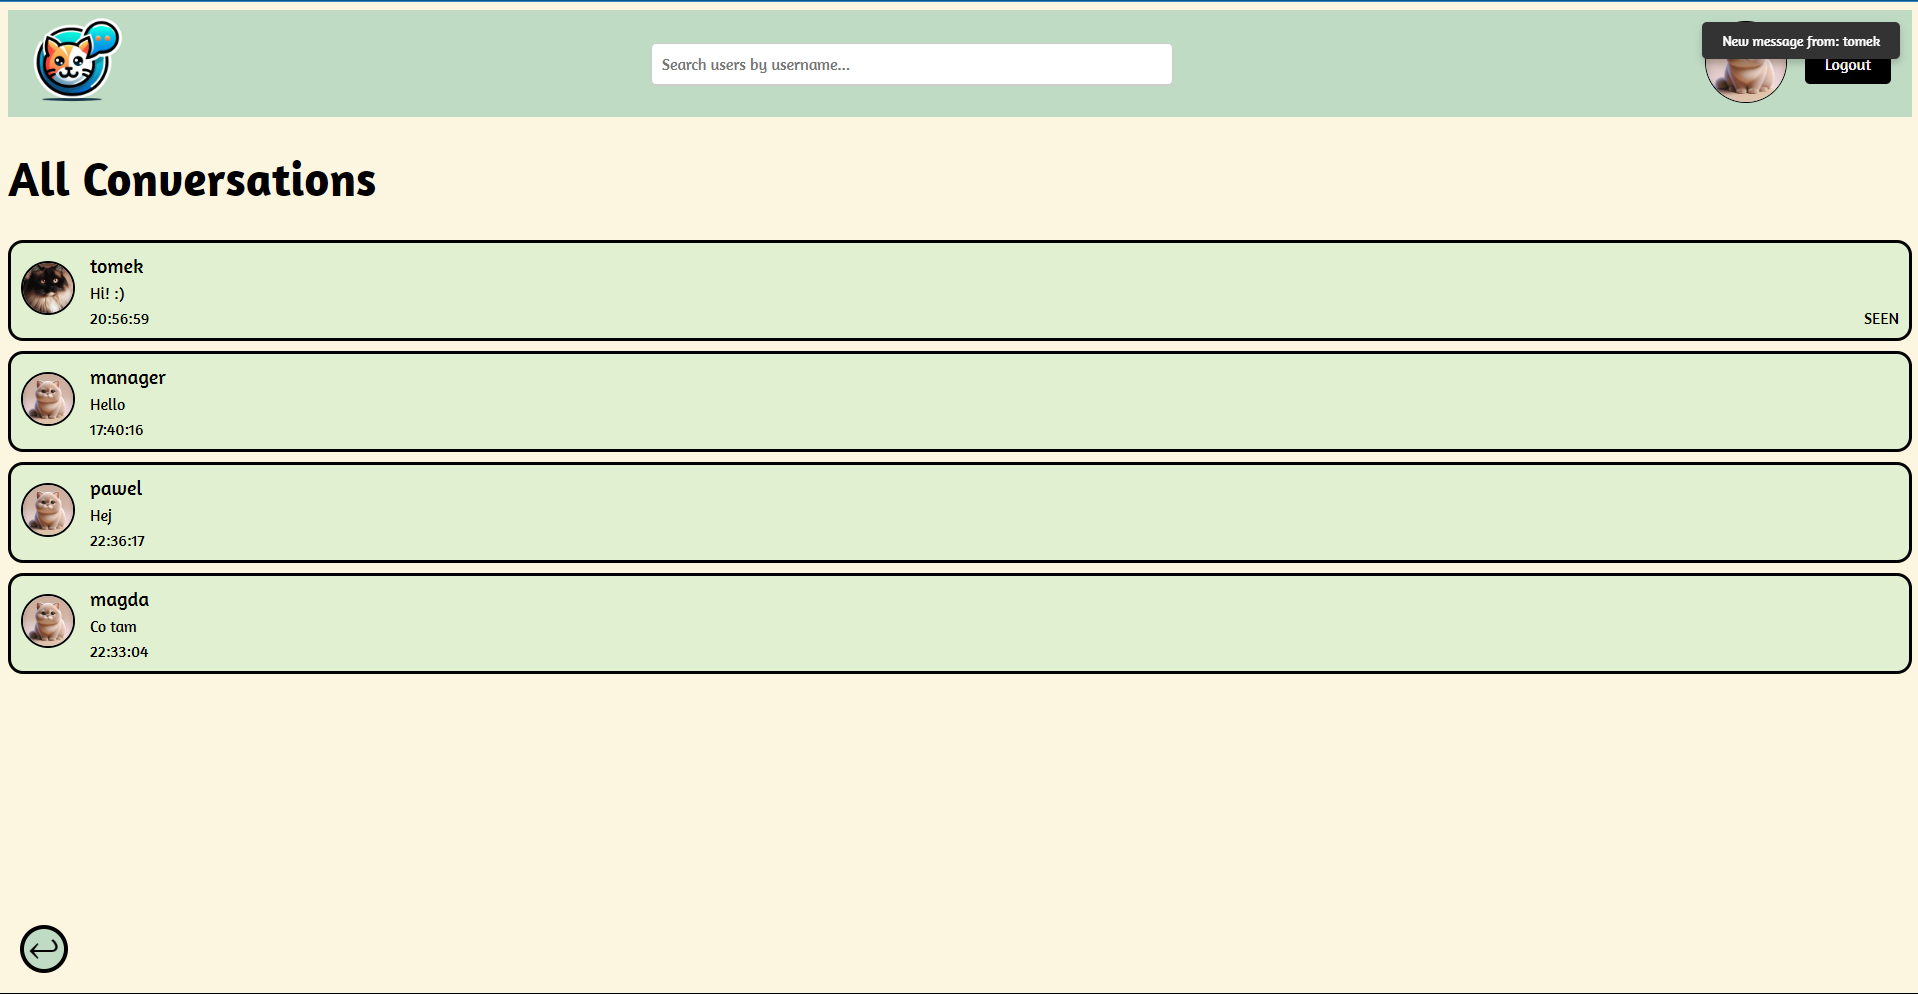 Search users by username...
New message from: tomek
Logout
All Conversations
tomek
Hi! :)
20:56:59
SEEN
manager
Hello
17:40:16
pawel
Hej
22:36:17
magda
Co tam
22:33:04